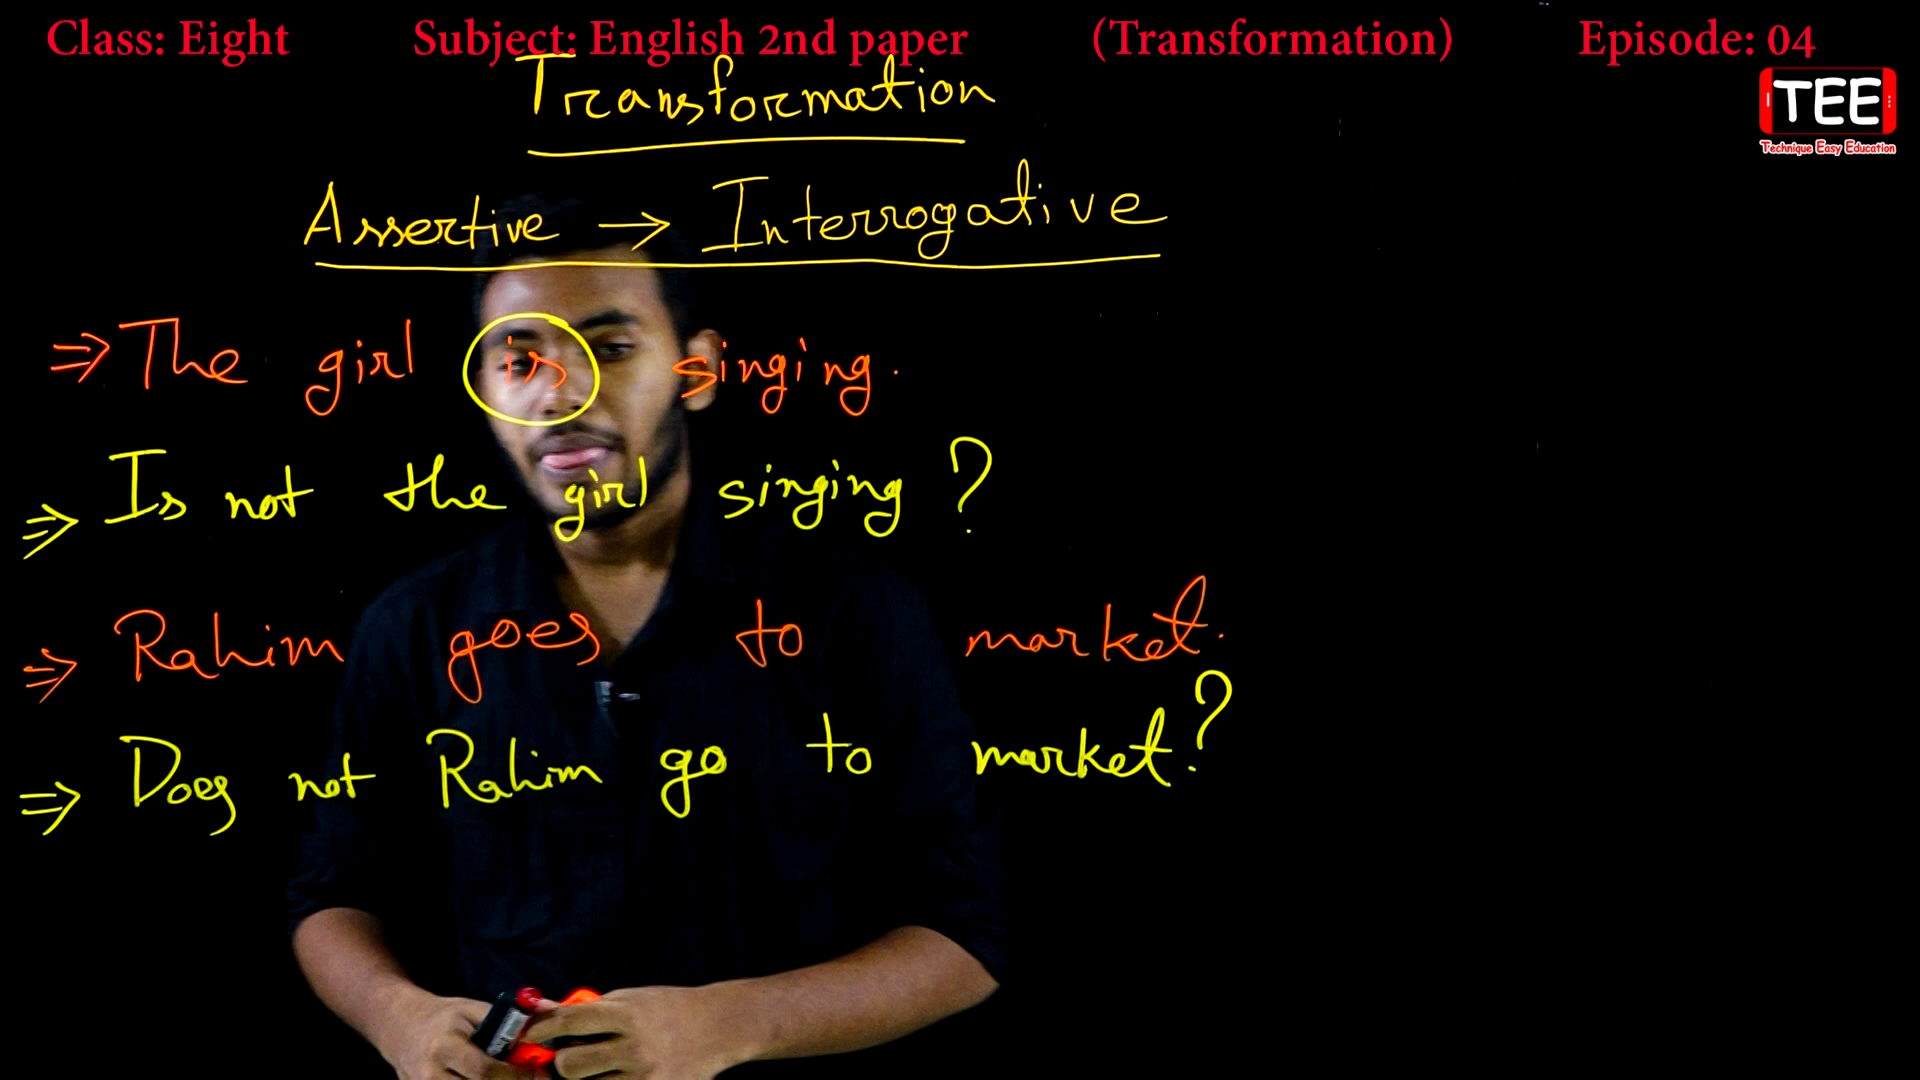 Class: Eight Subject: English 2nd paper (Transformation) Episode: 04
TEE
Technique Easy Education
Transformation
Assertive → Interrogative
⇒ The girl is singing.
⇒ Is not the girl singing?
⇒ Rahim goes to market.
⇒ Does not Rahim go to market?